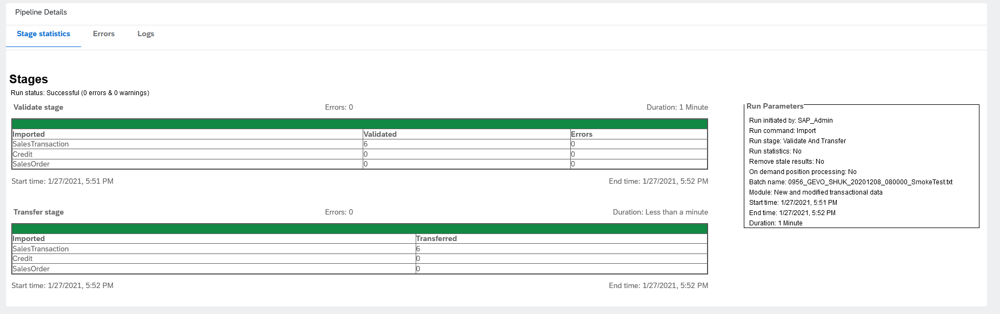 Pipeline Details
Stage statistics Errors Logs
Stages
Run status: Successful (0 errors & 0 warnings)
Validate stage Errors: 0 Duration: 1 Minute
Imported Validated Errors
SalesTransaction 6 0
Credit 0 0
SalesOrder 0 0
Start time: 1/27/2021, 5:51 PM End time: 1/27/2021, 5:52 PM
Transfer stage Errors: 0 Duration: Less than a minute
Imported Transferred
SalesTransaction 6
Credit 0
SalesOrder 0
Start time: 1/27/2021, 5:52 PM End time: 1/27/2021, 5:52 PM
Run Parameters
Run initiated by: SAP_Admin
Run command: Import
Run stage: Validate And Transfer
Run statistics: No
Remove stale results: No
On demand position processing: No
Batch name: 0956_GEVO_SHUK_20201208_080000_SmokeTest.txt
Module: New and modified transactional data
Start time: 1/27/2021, 5:51 PM
End time: 1/27/2021, 5:52 PM
Duration: 1 Minute